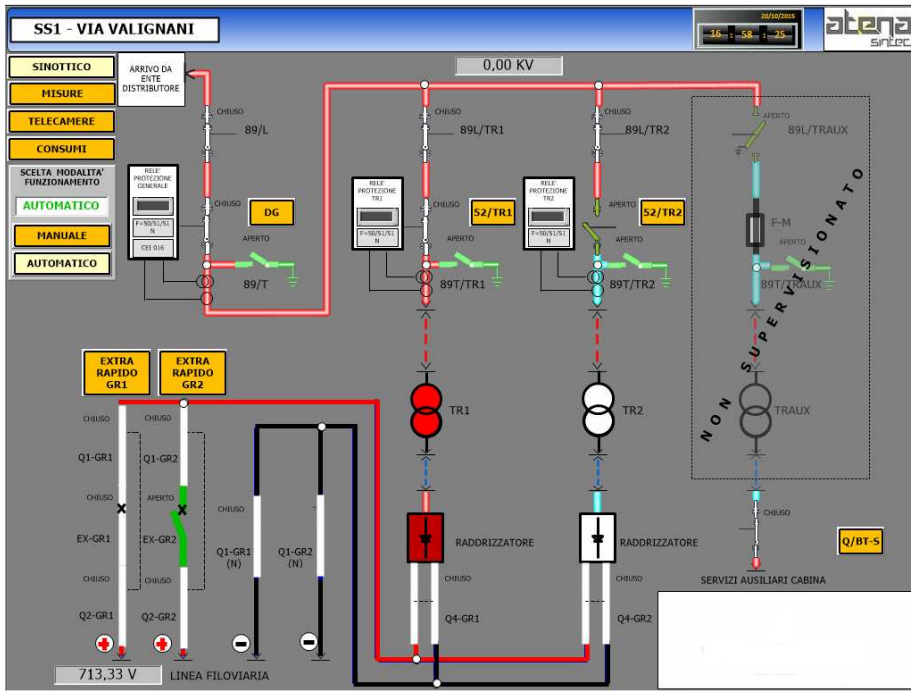 SS1 - VIA VALIGNANI
20/10/2015
16 : 58 : 25
atena
sintec
SINOTTICO
MISURE
TELECAMERE
CONSUMI
SCELTA MODALITA'
FUNZIONAMENTO
AUTOMATICO
MANUALE
AUTOMATICO
ARRIVO DA
ENTE
DISTRIBUTORE
0,00 KV
CHIUSO
89/L
CHIUSO
89L/TR1
CHIUSO
89L/TR2
APERTO
89L/TRAUX
RELE'
PROTEZIONE
GENERALE
F=50/51/51
N
CEI 016
CHIUSO
DG
APERTO
89/T
RELE'
PROTEZIONE
TR1
F=50/51/51
N
CHIUSO
52/TR1
APERTO
89T/TR1
RELE'
PROTEZIONE
TR2
F=50/51/51
N
APERTO
52/TR2
APERTO
89T/TR2
F-M
APERTO
89T/TRAUX
NON SUPERVISIONATO
EXTRA
RAPIDO
GR1
EXTRA
RAPIDO
GR2
TR1
TR2
TRAUX
CHIUSO
CHIUSO
Q1-GR1
Q1-GR2
CHIUSO
APERTO
EX-GR1
EX-GR2
CHIUSO
CHIUSO
Q2-GR1
Q2-GR2
CHIUSO
Q1-GR1
(N)
Q1-GR2
(N)
RADDRIZZATORE
RADDRIZZATORE
CHIUSO
Q4-GR1
CHIUSO
Q4-GR2
CHIUSO
Q/BT-S
SERVIZI AUSILIARI CABINA
713,33 V
LINEA FILOVIARIA